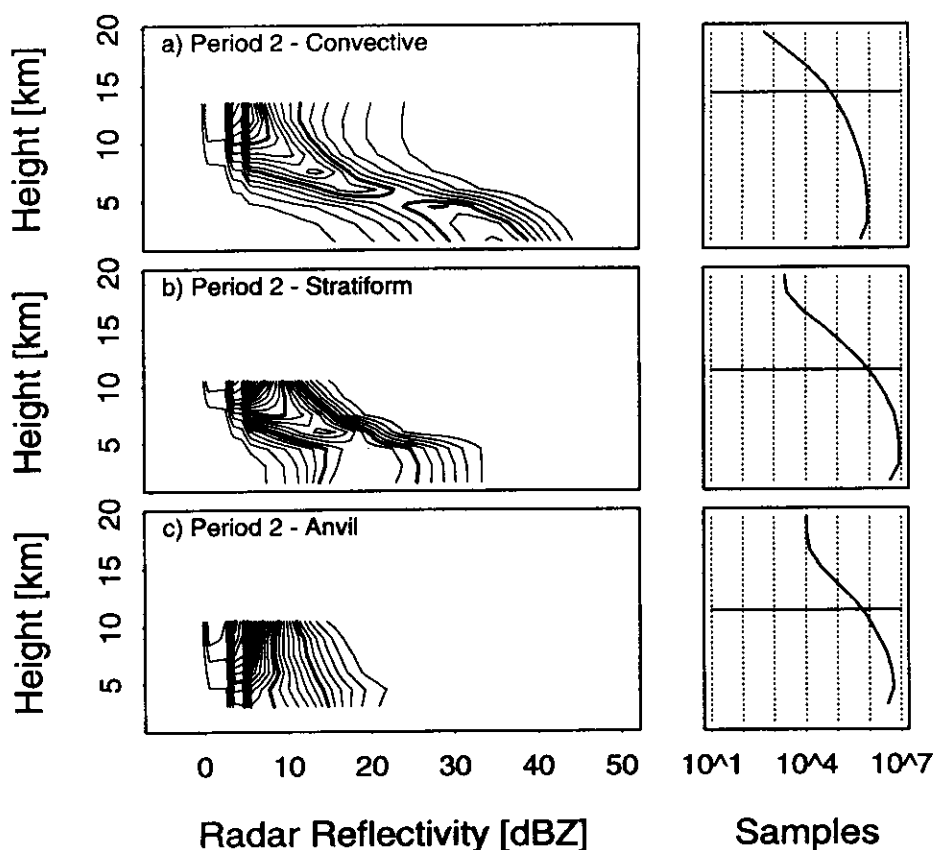 20
15
10
5
Height [km]
a) Period 2 - Convective
20
15
10
5
Height [km]
b) Period 2 - Stratiform
20
15
10
5
Height [km]
c) Period 2 - Anvil
0 10 20 30 40 50
10^1 10^4 10^7
Radar Reflectivity [dBZ]
Samples